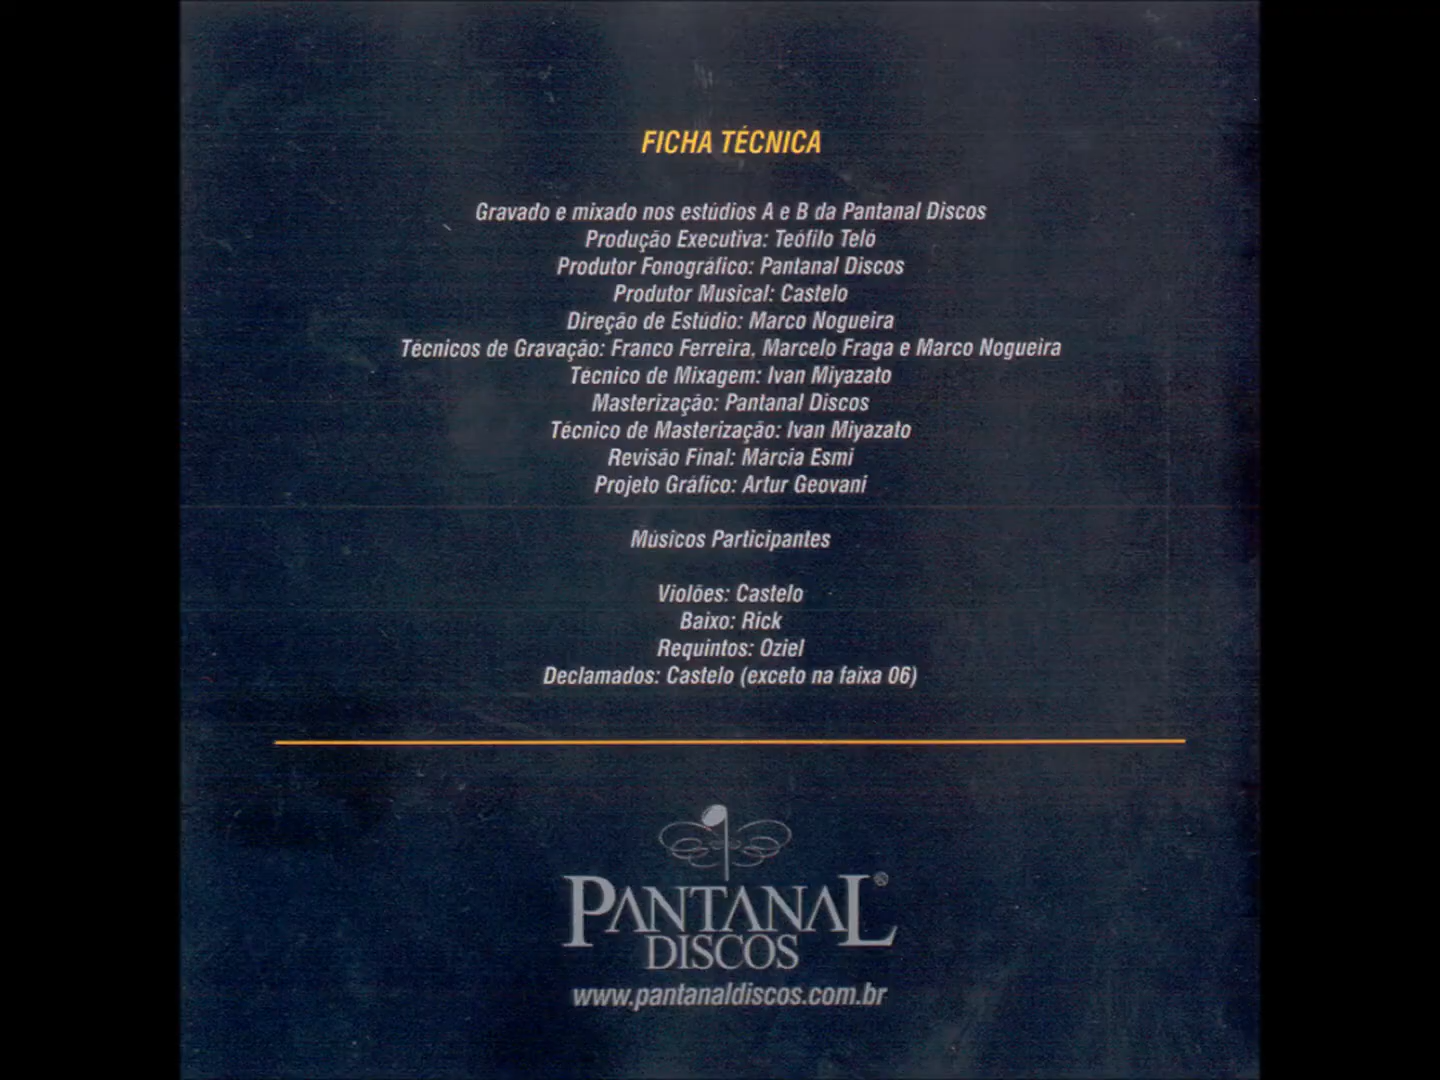 FICHA TÉCNICA
Gravado e mixado nos estúdios A e B da Pantanal Discos
Produção Executiva: Teófilo Teló
Produtor Fonográfico: Pantanal Discos
Produtor Musical: Castelo
Direção de Estúdio: Marco Nogueira
Técnicos de Gravação: Franco Ferreira, Marcelo Fraga e Marco Nogueira
Técnico de Mixagem: Ivan Miyazato
Masterização: Pantanal Discos
Técnico de Masterização: Ivan Miyazato
Revisão Final: Márcia Esmi
Projeto Gráfico: Artur Geovani
Músicos Participantes
Violões: Castelo
Baixo: Rick
Requintos: Oziel
Declamados: Castelo (exceto na faixa 06)
PANTANAL®
DISCOS
www.pantanaldiscos.com.br